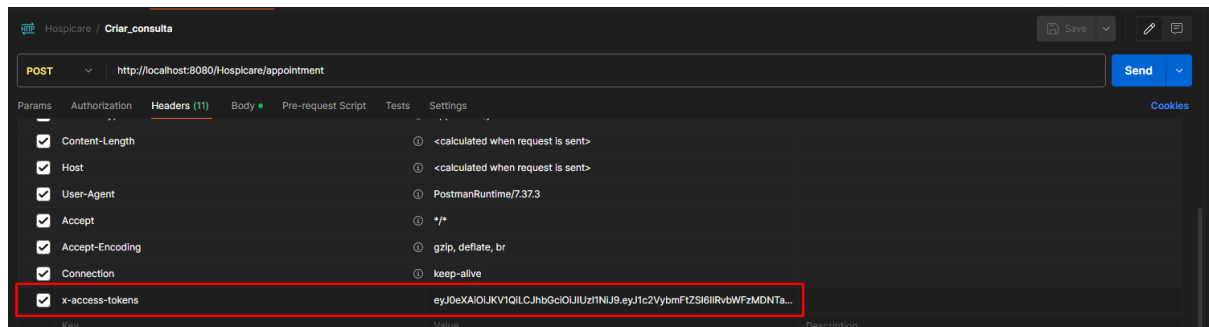 HTTP Hospicare / Criar_consulta Save
POST http://localhost:8080/Hospicare/appointment Send
Params Authorization Headers (11) Body Pre-request Script Tests Settings Cookies
Content-Length <calculated when request is sent>
Host <calculated when request is sent>
User-Agent PostmanRuntime/7.37.3
Accept */*
Accept-Encoding gzip, deflate, br
Connection keep-alive
x-access-tokens eyJ0eXAiOiJKV1QiLCJhbGciOiJIUzI1NiJ9.eyJ1c2VybmFtZSI6IlRvbWFzMDNTa...
Key Value Description